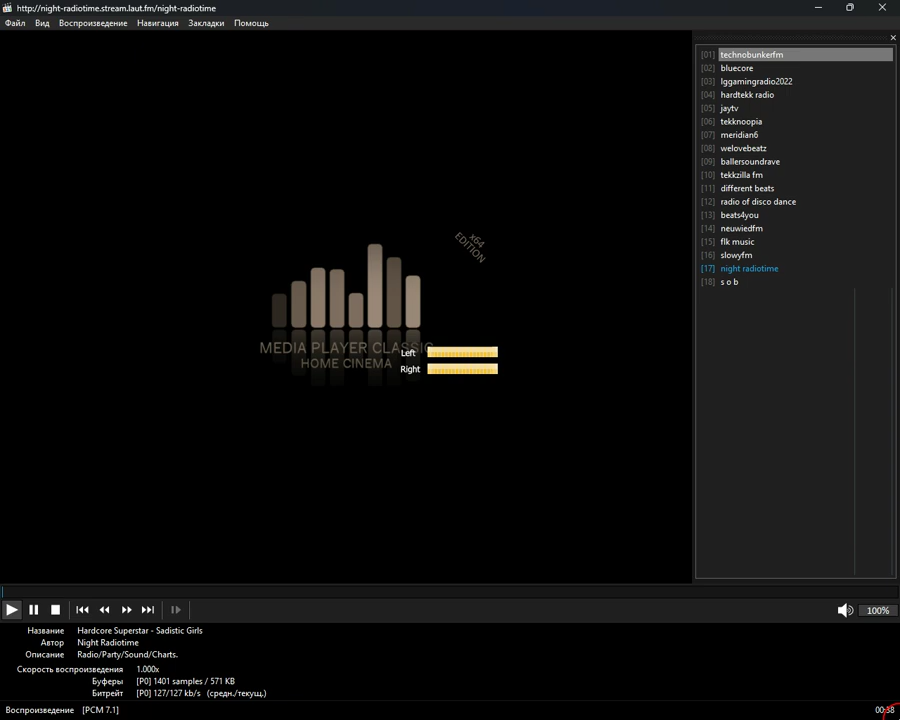 http://night-radiotime.stream.laut.fm/night-radiotime
Файл Вид Воспроизведение Навигация Закладки Помощь
[01] technobunkerfm
[02] bluecore
[03] lggamingradio2022
[04] hardtekk radio
[05] jaytv
[06] tekknoopia
[07] meridian6
[08] welovebeatz
[09] ballersoundrave
[10] tekkzilla fm
[11] different beats
[12] radio of disco dance
[13] beats4you
[14] neuwiedfm
[15] flk music
[16] slowyfm
[17] night radiotime
[18] s o b
x64
EDITION
MEDIA PLAYER CLASSIC
HOME CINEMA
Left
Right
100%
Название Hardcore Superstar - Sadistic Girls
Автор Night Radiotime
Описание Radio/Party/Sound/Charts.
Скорость воспроизведения 1.000x
Буферы [P0] 1401 samples / 571 KB
Битрейт [P0] 127/127 kb/s (средн./текущ.)
Воспроизведение [PCM 7.1] 00:38